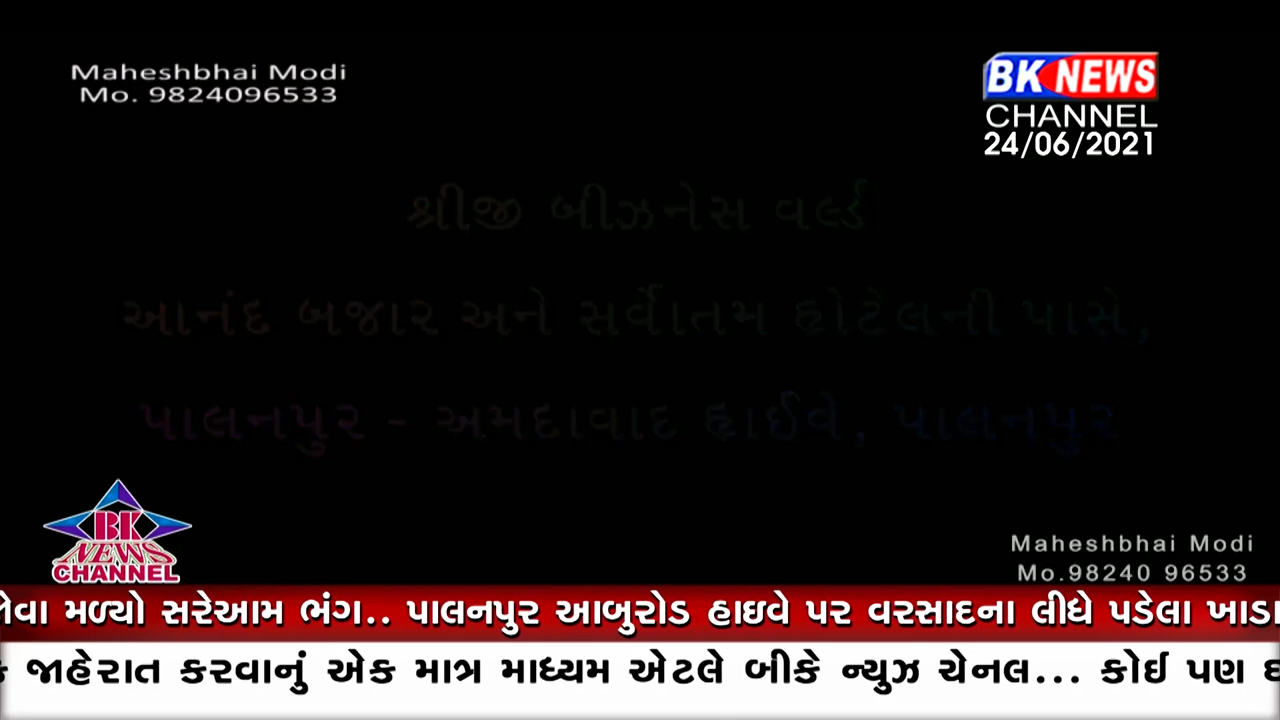 Maheshbhai Modi
Mo. 9824096533
BK NEWS
CHANNEL
24/06/2021
શ્રીજી બીઝનેસ વર્લ્ડ
આનંદ બજાર અને સર્વોતમ હોટેલની પાસે,
પાલનપુર - અમદાવાદ હાઈવે, પાલનપુર
BK
NEWS
CHANNEL
Maheshbhai Modi
Mo.98240 96533
મળ્યો સરેઆમ ભંગ.. પાલનપુર આબુરોડ હાઇવે પર વરસાદના લીધે પડેલા ખાડા
જાહેરાત કરવાનું એક માત્ર માધ્યમ એટલે બીકે ન્યુઝ ચેનલ... કોઈ પણ